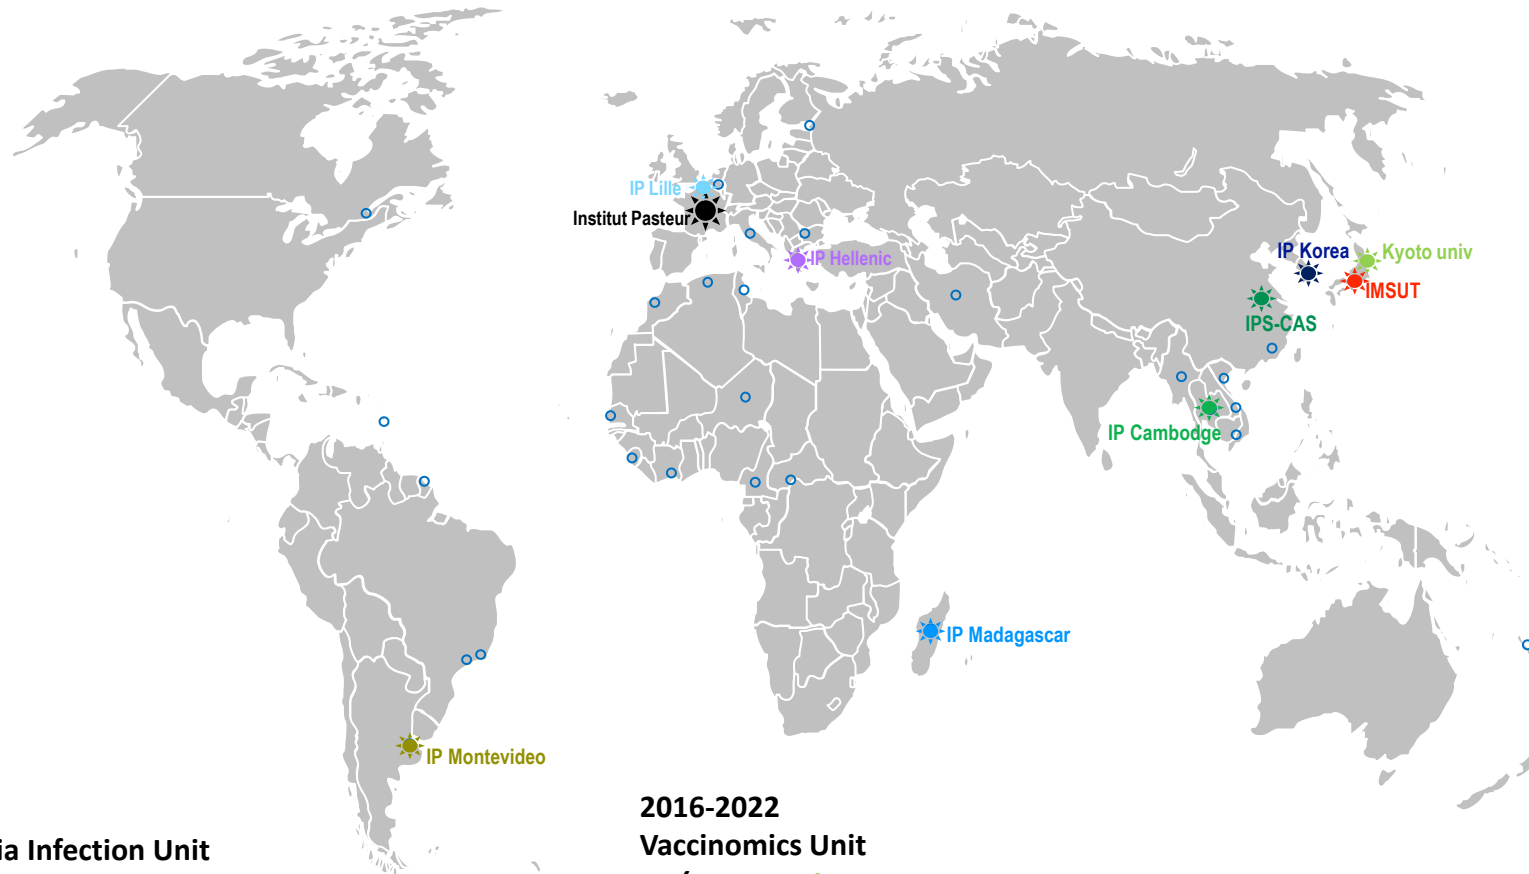 IP Lille
Institut Pasteur
IP Hellenic
IP Korea
Kyoto univ
IMSUT
IPS-CAS
IP Cambodge
IP Madagascar
IP Montevideo
2016-2022
Vaccinomics Unit
Infection Unit